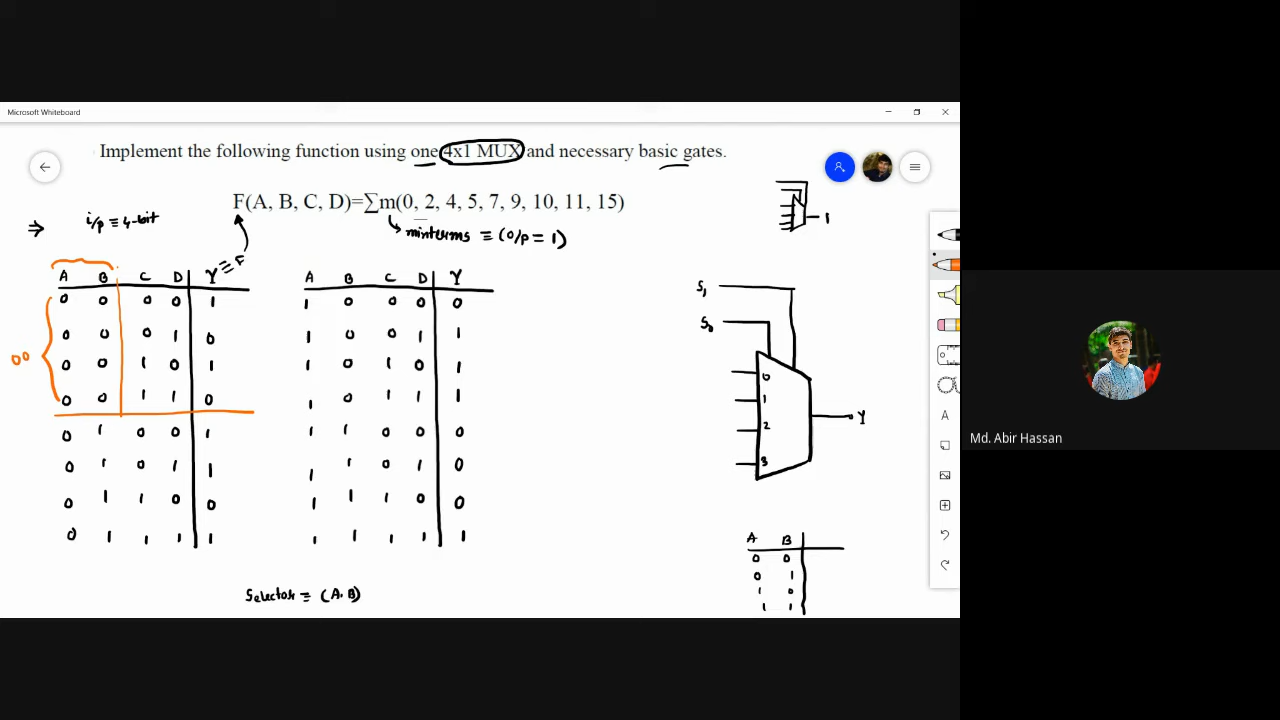 Microsoft Whiteboard
Implement the following function using one 4x1 MUX and necessary basic gates.
F(A, B, C, D)=∑m(0, 2, 4, 5, 7, 9, 10, 11, 15)
⇒ i/p ≡ 4-bit
minterms ≡ (o/p = 1)
1
A B C D Y ≡ F
0 0 0 0 1
0 0 0 1 0
0 0 1 0 1
0 0 1 1 0
0 1 0 0 1
0 1 0 1 1
0 1 1 0 0
0 1 1 1 1
00
A B C D Y
1 0 0 0 0
1 0 0 1 1
1 0 1 0 1
1 0 1 1 1
1 1 0 0 0
1 1 0 1 0
1 1 1 0 0
1 1 1 1 1
S1
S0
0
1
2
3
Y
A B
0 0
0 1
1 0
1 1
Selector ≡ (A.B)
A
Md. Abir Hassan